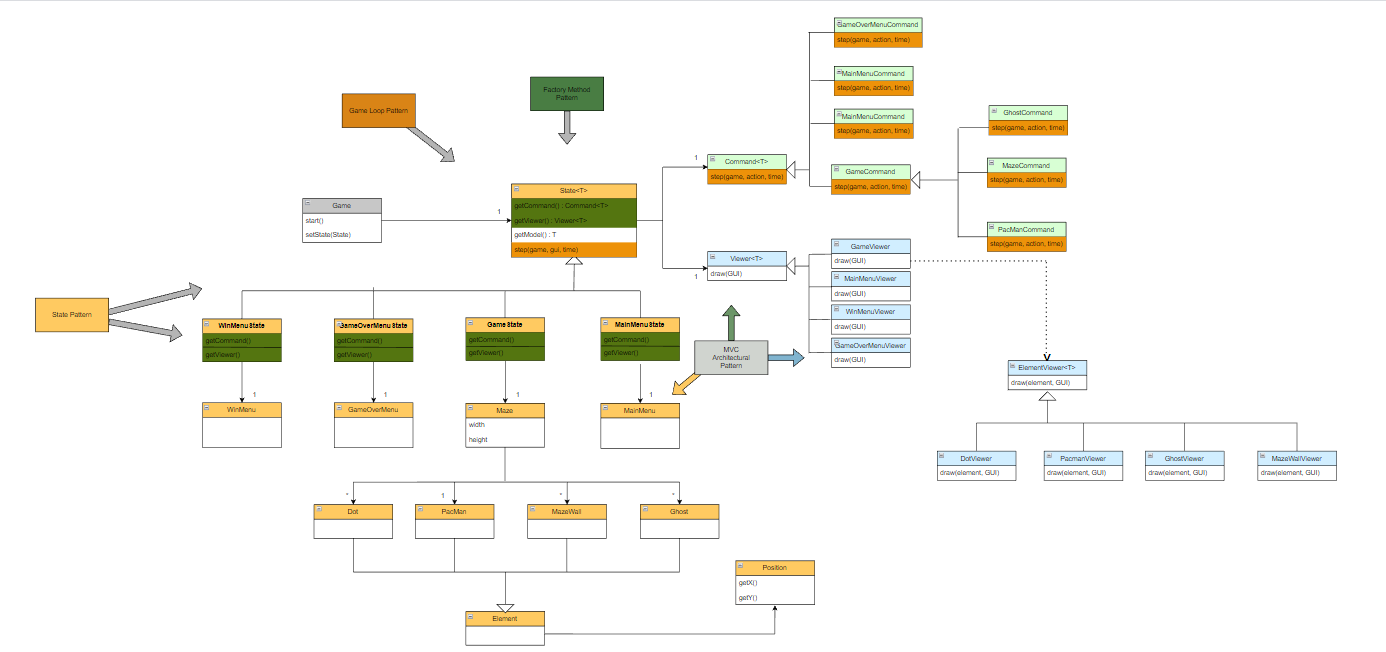 GameOverMenuCommand
step(game, action, time)
MainMenuCommand
step(game, action, time)
Factory Mathod
Pattern
Game Loop Pattern
MainMenuCommand
step(game, action, time)
GhostCommand
step(game, action, time)
1
Command<T>
step(game, action, time)
GameCommand
step(game, action, time)
MazeCommand
step(game, action, time)
State<T>
getCommand() : Command<T>
getViewer() : Viewer<T>
getModel() : T
step(game, gui, time)
Game
start()
setState(State)
1
PacManCommand
step(game, action, time)
Viewer<T>
draw(GUI)
1
GameViewer
draw(GUI)
MainMenuViewer
draw(GUI)
WinMenuViewer
draw(GUI)
GameOverMenuViewer
draw(GUI)
State Pattern
WinMenuState
getCommand()
getViewer()
GameOverMenuState
getCommand()
getViewer()
GameState
getCommand()
getViewer()
MainMenuState
getCommand()
getViewer()
MVC
Architectural
Pattern
ElementViewer<T>
draw(element, GUI)
1
1
1
1
WinMenu
GameOverMenu
Maze
width
height
MainMenu
DotViewer
draw(element, GUI)
PacmanViewer
draw(element, GUI)
GhostViewer
draw(element, GUI)
MazeWallViewer
draw(element, GUI)
*
1
*
*
Dot
PacMan
MazeWall
Ghost
Position
getX()
getY()
Element